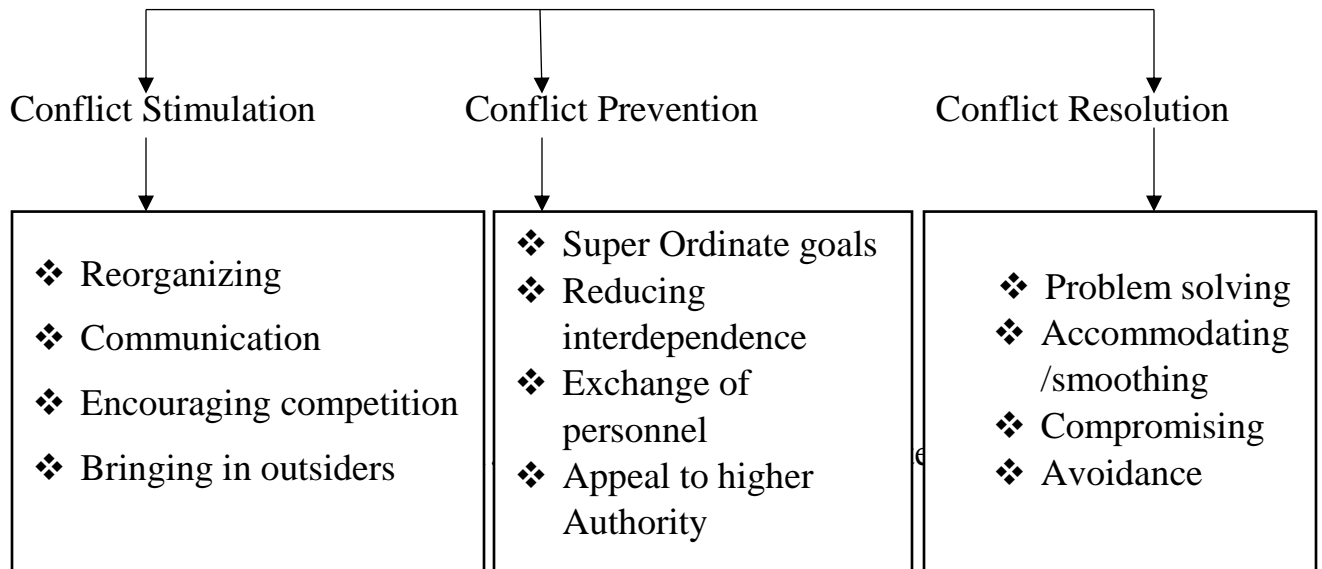 Conflict Stimulation
Conflict Prevention
Conflict Resolution
❖ Reorganizing
❖ Communication
❖ Encouraging competition
❖ Bringing in outsiders
❖ Super Ordinate goals
❖ Reducing
interdependence
❖ Exchange of
personnel
❖ Appeal to higher
Authority
❖ Problem solving
❖ Accommodating
/smoothing
❖ Compromising
❖ Avoidance